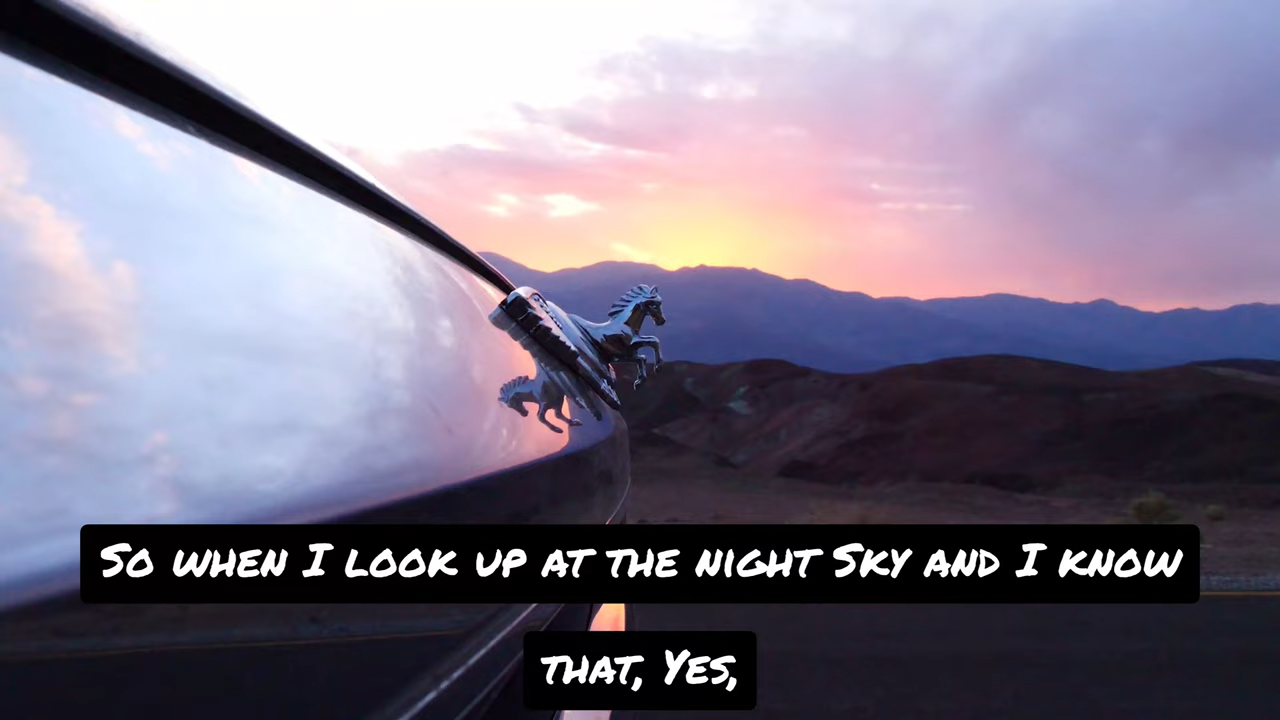 So when I look up at the night Sky and I know
that, Yes,